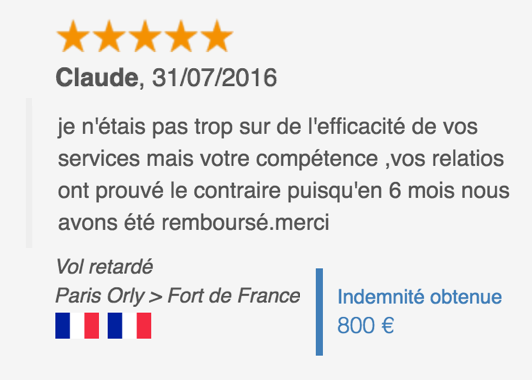 Claude, 31/07/2016
je n'étais pas trop sur de l'efficacité de vos
services mais votre compétence ,vos relatios
ont prouvé le contraire puisqu'en 6 mois nous
avons été remboursé.merci
Vol retardé
Paris Orly > Fort de France
Indemnité obtenue
800 €